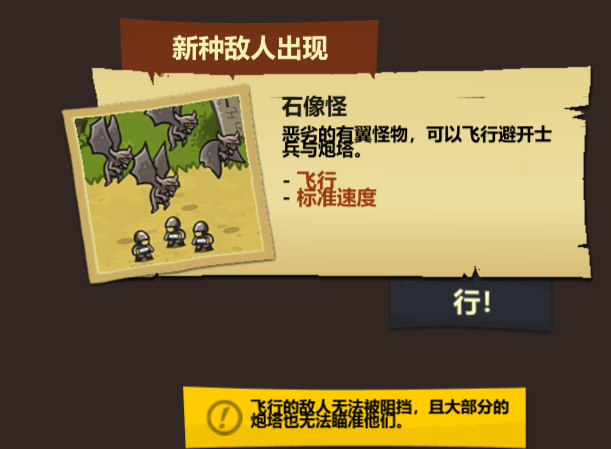 新种敌人出现
石像怪
恶劣的有翼怪物，可以飞行避开士
兵与炮塔。
- 飞行
- 标准速度
行！
飞行的敌人无法被阻挡，且大部分的
炮塔也无法瞄准他们。